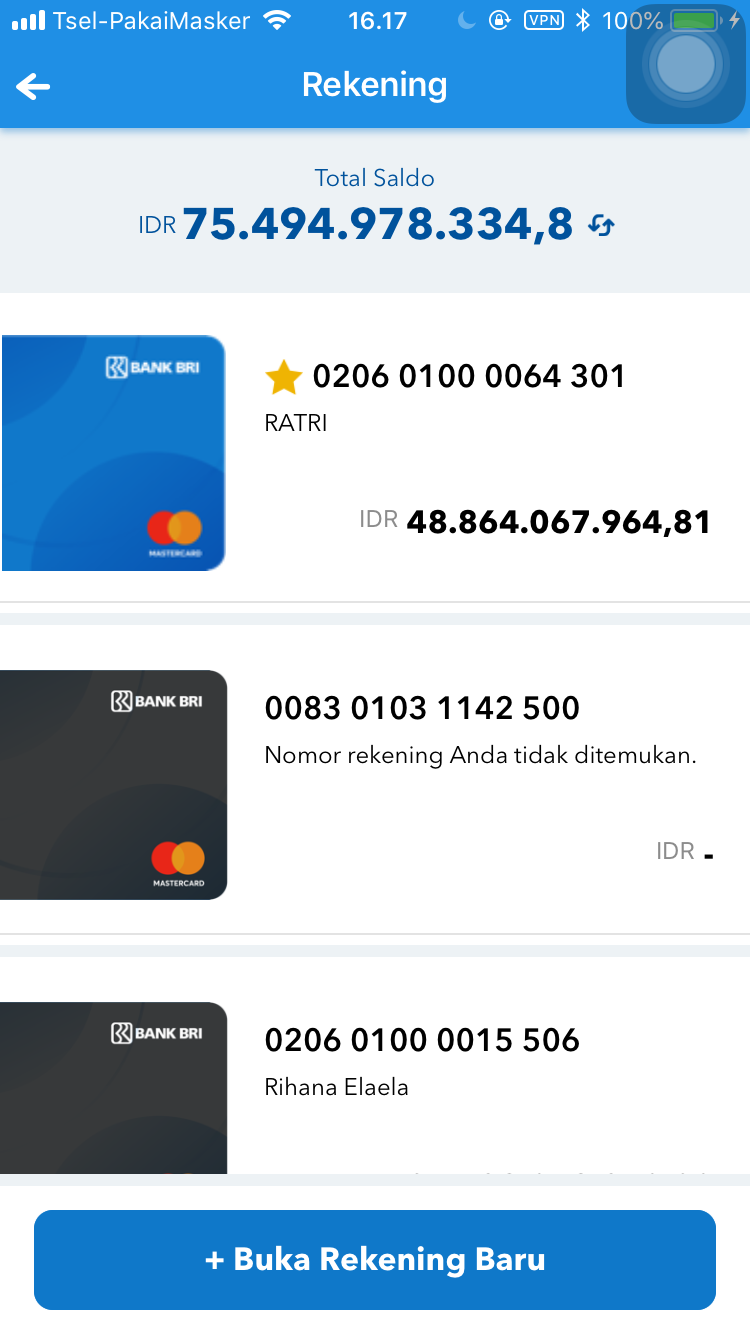 Tsel-PakaiMasker 16.17 VPN 100%
Rekening
Total Saldo
IDR 75.494.978.334,8
BANK BRI
0206 0100 0064 301
RATRI
IDR 48.864.067.964,81
MASTERCARD
BANK BRI
0083 0103 1142 500
Nomor rekening Anda tidak ditemukan.
IDR -
MASTERCARD
BANK BRI
0206 0100 0015 506
Rihana Elaela
+ Buka Rekening Baru